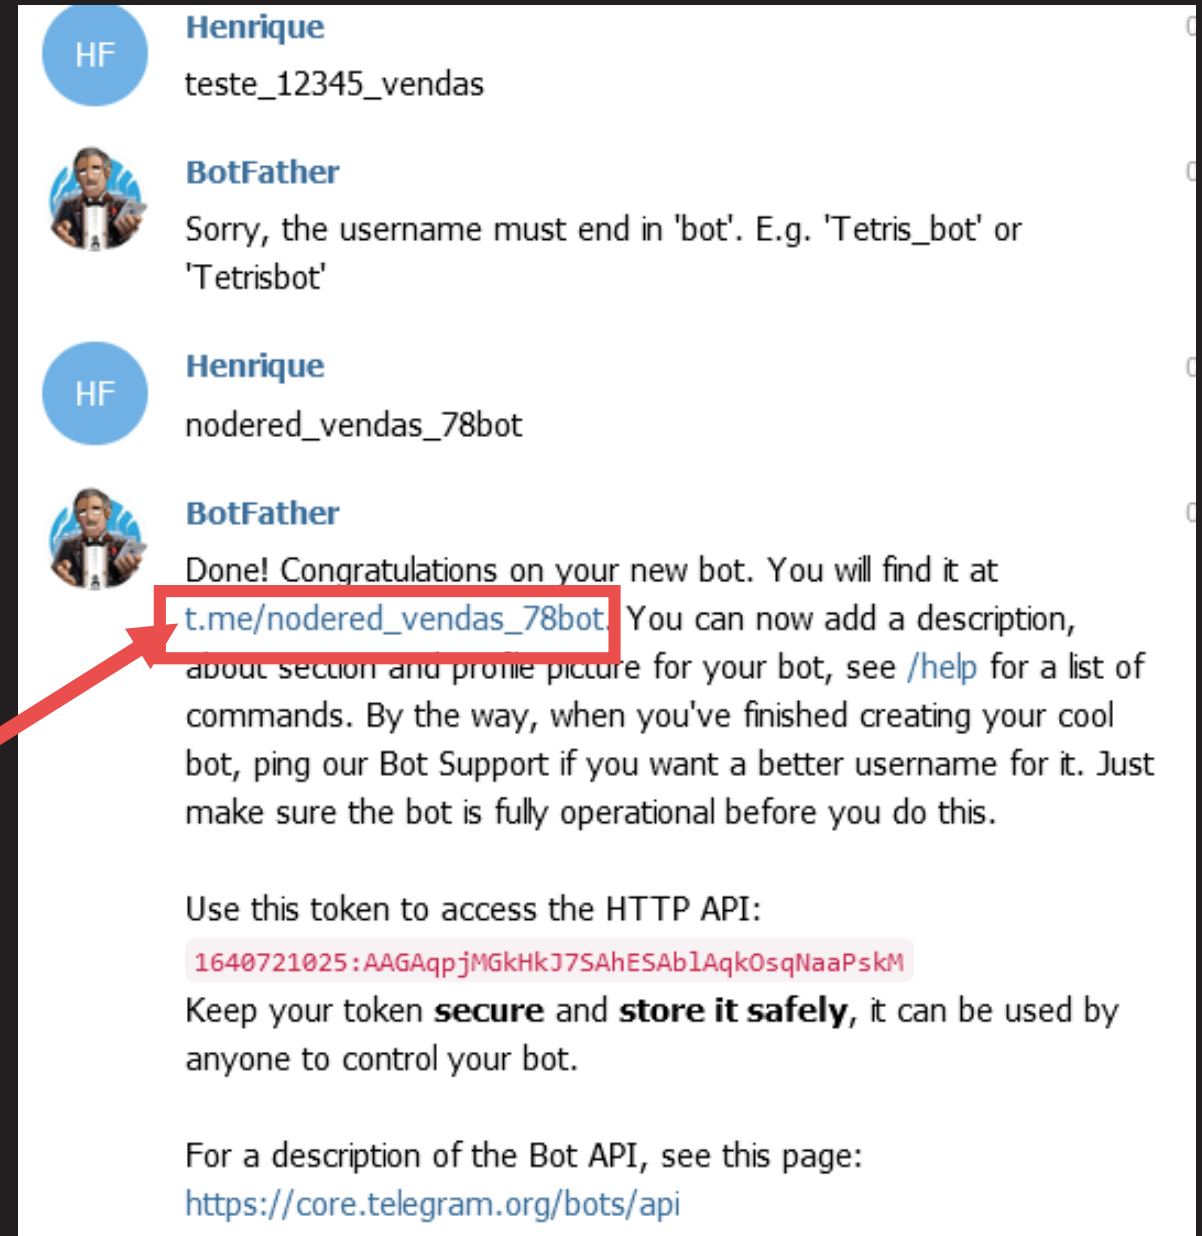 HF
Henrique
teste_12345_vendas
BotFather
Sorry, the username must end in 'bot'. E.g. 'Tetris_bot' or
'Tetrisbot'
HF
Henrique
nodered_vendas_78bot
BotFather
Done! Congratulations on your new bot. You will find it at
t.me/nodered_vendas_78bot. You can now add a description,
about section and profile picture for your bot, see /help for a list of
commands. By the way, when you've finished creating your cool
bot, ping our Bot Support if you want a better username for it. Just
make sure the bot is fully operational before you do this.
Use this token to access the HTTP API:
1640721025:AAGAqpjMGkHkJ7SAhESAblAqkOsqNaaPskM
Keep your token secure and store it safely, it can be used by
anyone to control your bot.
For a description of the Bot API, see this page:
https://core.telegram.org/bots/api